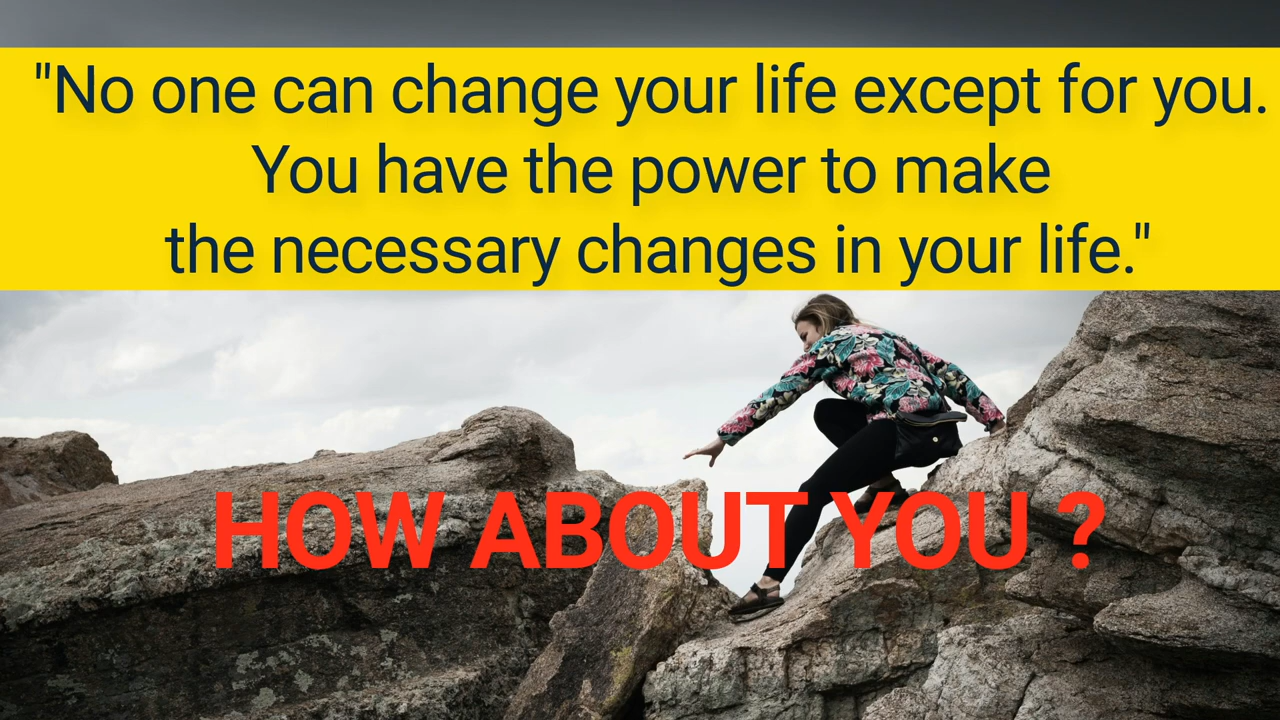 "No one can change your life except for you.
You have the power to make
the necessary changes in your life."
HOW ABOUT YOU ?